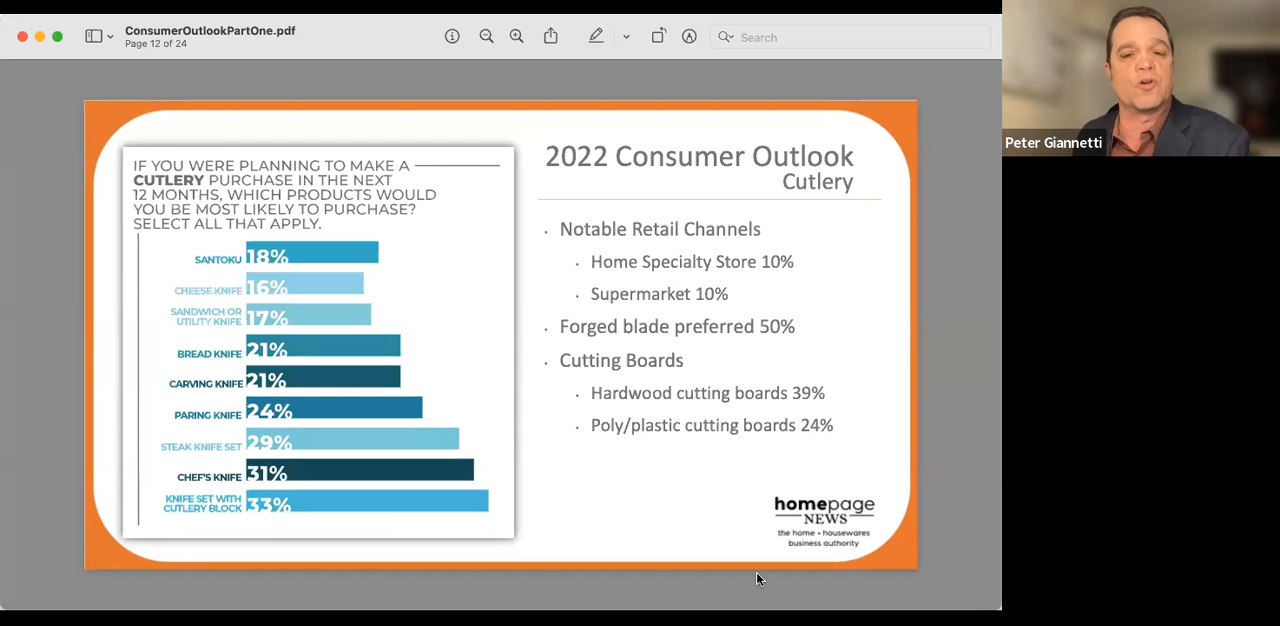 ConsumerOutlookPartOne.pdf
Page 12 of 24
Search
Peter Giannetti
IF YOU WERE PLANNING TO MAKE A
CUTLERY PURCHASE IN THE NEXT
12 MONTHS, WHICH PRODUCTS WOULD
YOU BE MOST LIKELY TO PURCHASE?
SELECT ALL THAT APPLY.
SANTOKU 18%
CHEESE KNIFE 16%
SANDWICH OR
UTILITY KNIFE 17%
BREAD KNIFE 21%
CARVING KNIFE 21%
PARING KNIFE 24%
STEAK KNIFE SET 29%
CHEF'S KNIFE 31%
KNIFE SET WITH
CUTLERY BLOCK 33%
2022 Consumer Outlook
Cutlery
· Notable Retail Channels
· Home Specialty Store 10%
· Supermarket 10%
· Forged blade preferred 50%
· Cutting Boards
· Hardwood cutting boards 39%
· Poly/plastic cutting boards 24%
homepage
NEWS
the home + housewares
business authority